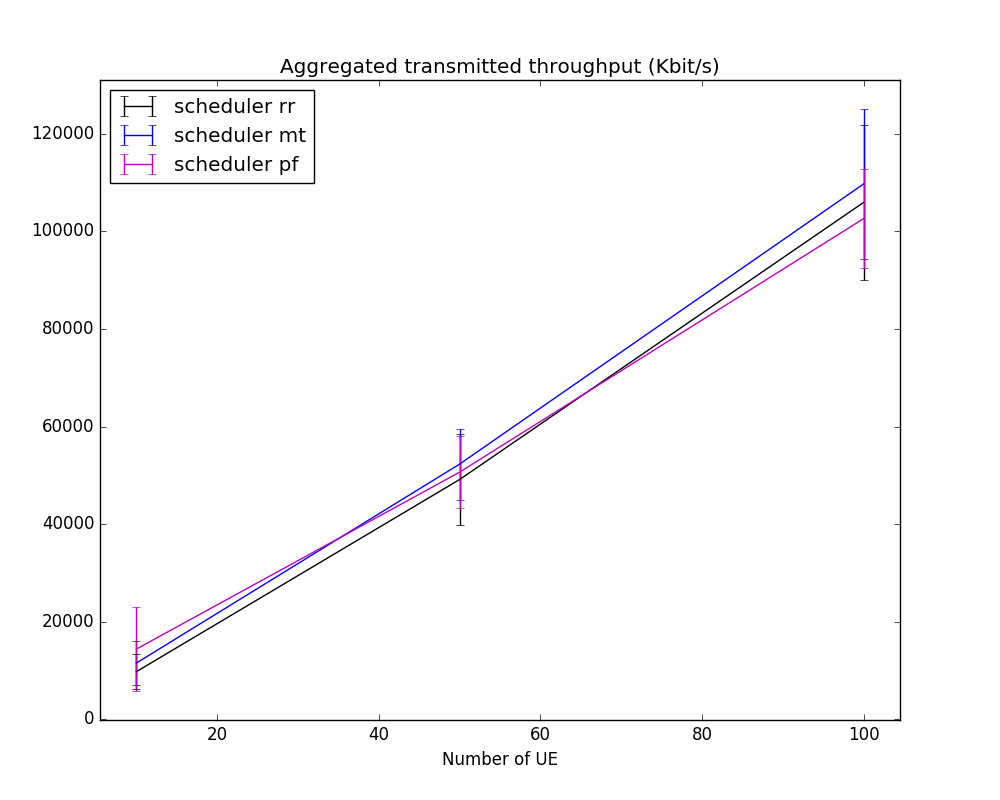 Aggregated transmitted throughput (Kbit/s)
scheduler rr
scheduler mt
scheduler pf
120000
100000
80000
60000
40000
20000
0
20 40 60 80 100
Number of UE